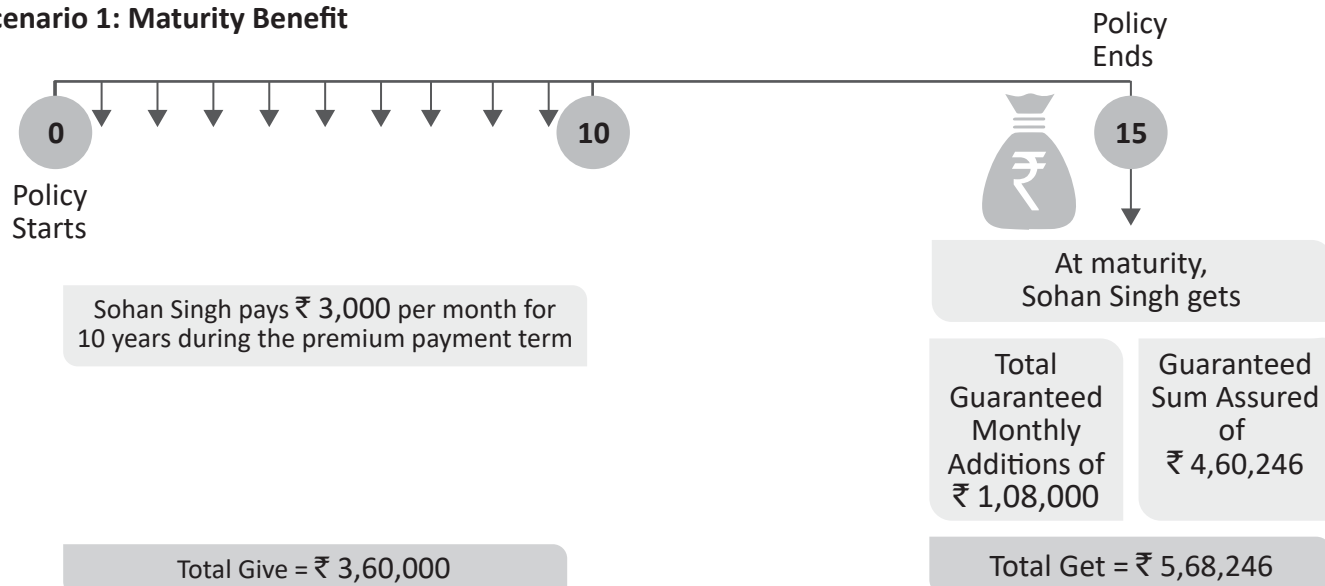 cenario 1: Maturity Benefit
Policy
Ends
0
10
₹
15
Policy
Starts
Sohan Singh pays ₹ 3,000 per month for
10 years during the premium payment term
At maturity,
Sohan Singh gets
Total
Guaranteed
Monthly
Additions of
₹ 1,08,000
Guaranteed
Sum Assured
of
₹ 4,60,246
Total Give = ₹ 3,60,000
Total Get = ₹ 5,68,246